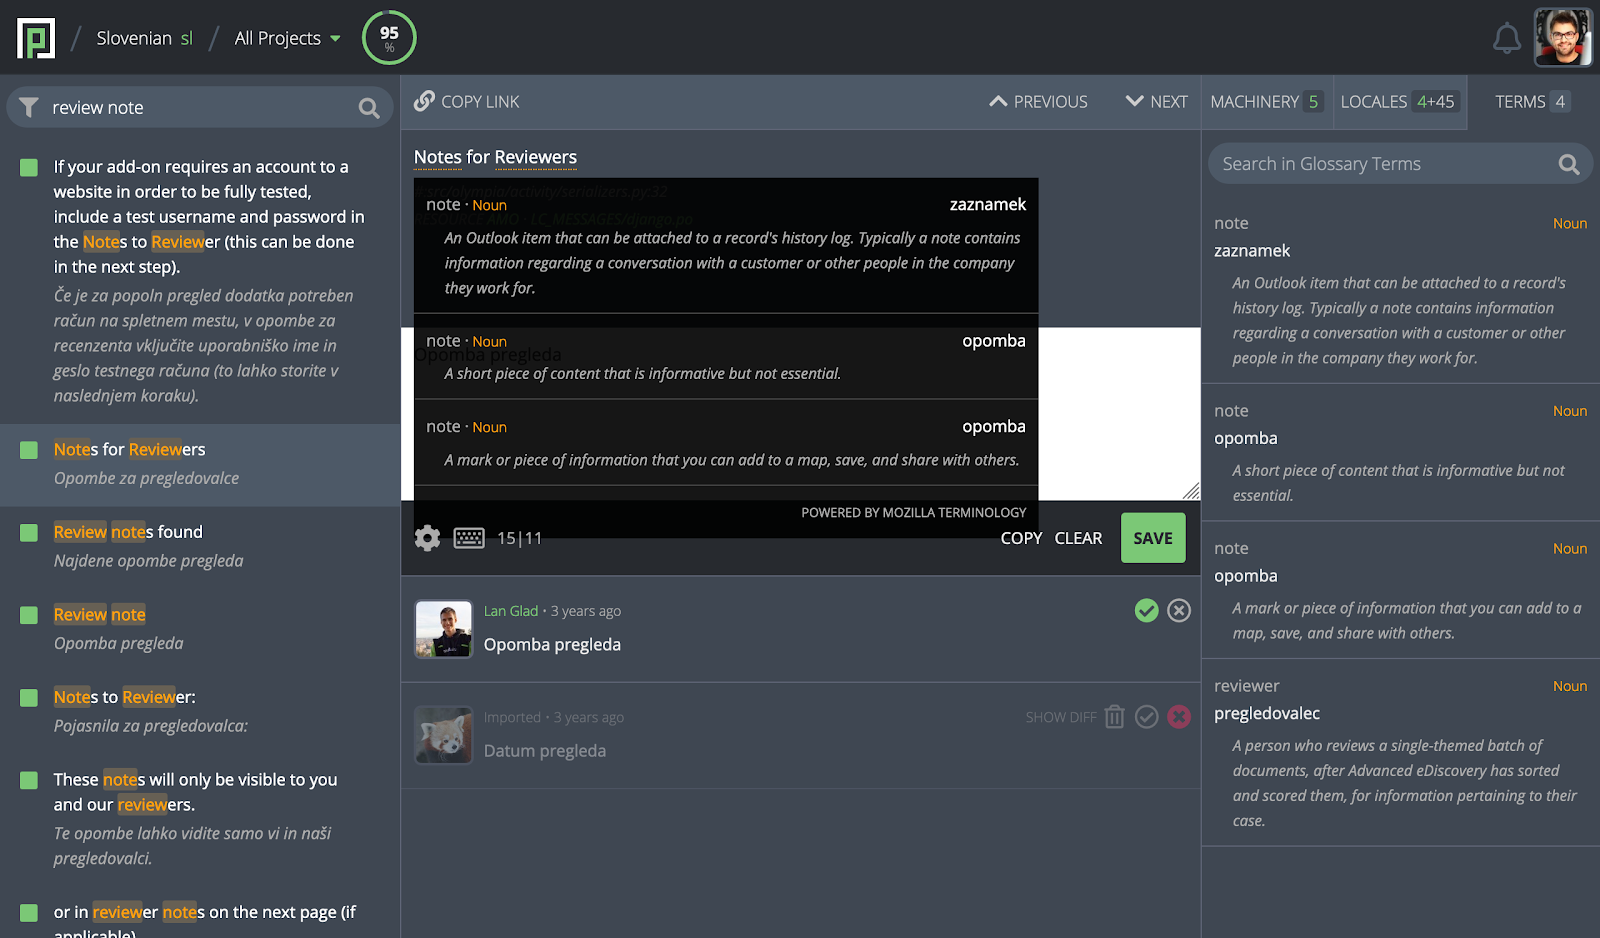 Slovenian sl
All Projects
95
%
review note
COPY LINK
PREVIOUS
NEXT
MACHINERY 5
LOCALES 4+45
TERMS 4
If your add-on requires an account to a
website in order to be fully tested,
include a test username and password in
the Notes to Reviewer (this can be done
in the next step).
Če je za popoln pregled dodatka potreben
račun na spletnem mestu, v opombe za
recenzenta vključite uporabniško ime in
geslo testnega računa (to lahko storite v
naslednjem koraku).
Notes for Reviewers
Opombe za pregledovalce
Review notes found
Najdene opombe pregleda
Review note
Opomba pregleda
Notes to Reviewer:
Pojasnila za pregledovalca:
These notes will only be visible to you
and our reviewers.
Te opombe lahko vidite samo vi in naši
pregledovalci.
or in reviewer notes on the next page (if
applicable)
Notes for Reviewers
src/olympia/activity/serializers.py:32
RESOURCE AMO · LC_MESSAGES/django.po
note · Noun
zaznamek
An Outlook item that can be attached to a record's history log. Typically a note contains
information regarding a conversation with a customer or other people in the company
they work for.
note · Noun
opomba
Opomba pregleda
A short piece of content that is informative but not essential.
note · Noun
opomba
A mark or piece of information that you can add to a map, save, and share with others.
POWERED BY MOZILLA TERMINOLOGY
15|11
COPY
CLEAR
SAVE
Lan Glad · 3 years ago
Opomba pregleda
Imported · 3 years ago
SHOW DIFF
Datum pregleda
Search in Glossary Terms
note
Noun
zaznamek
An Outlook item that can be attached to a record's
history log. Typically a note contains information
regarding a conversation with a customer or other
people in the company they work for.
note
Noun
opomba
A short piece of content that is informative but not
essential.
note
Noun
opomba
A mark or piece of information that you can add to a
map, save, and share with others.
reviewer
Noun
pregledovalec
A person who reviews a single-themed batch of
documents, after Advanced eDiscovery has sorted
and scored them, for information pertaining to their
case.